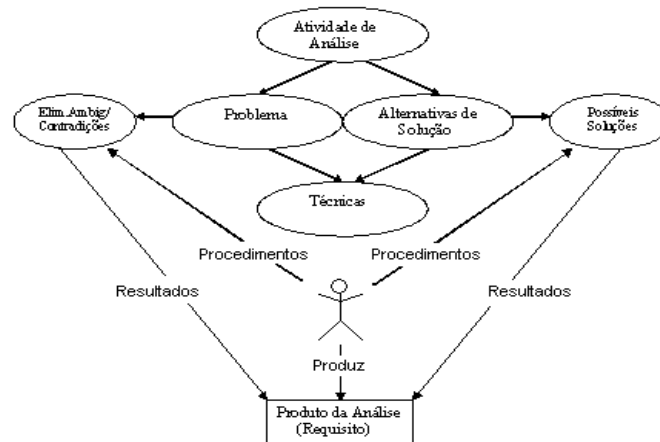 Atividade de
Análise
Elim.Ambig/
Contradições
Problema
Alternativas de
Solução
Possíveis
Soluções
Técnicas
Procedimentos
Procedimentos
Resultados
Resultados
Produz
Produto da Análise
(Requisito)